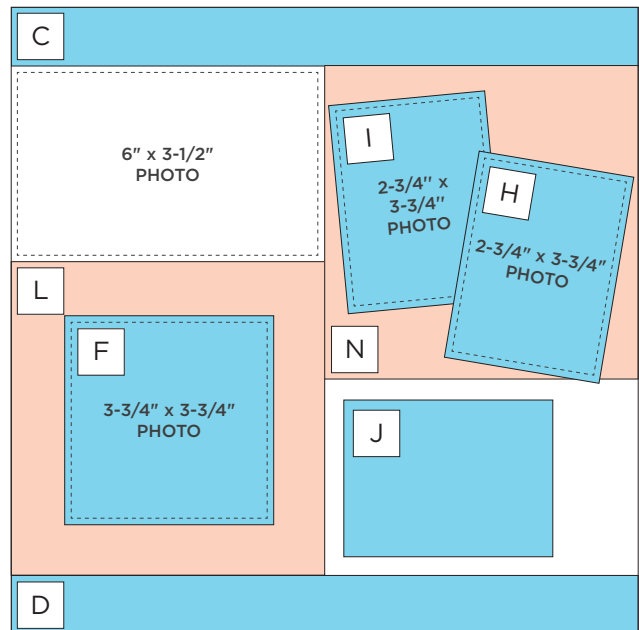 C
6" x 3-1/2"
PHOTO
I
2-3/4" x
3-3/4"
PHOTO
H
2-3/4" x 3-3/4"
PHOTO
L
F
3-3/4" x 3-3/4"
PHOTO
N
J
D